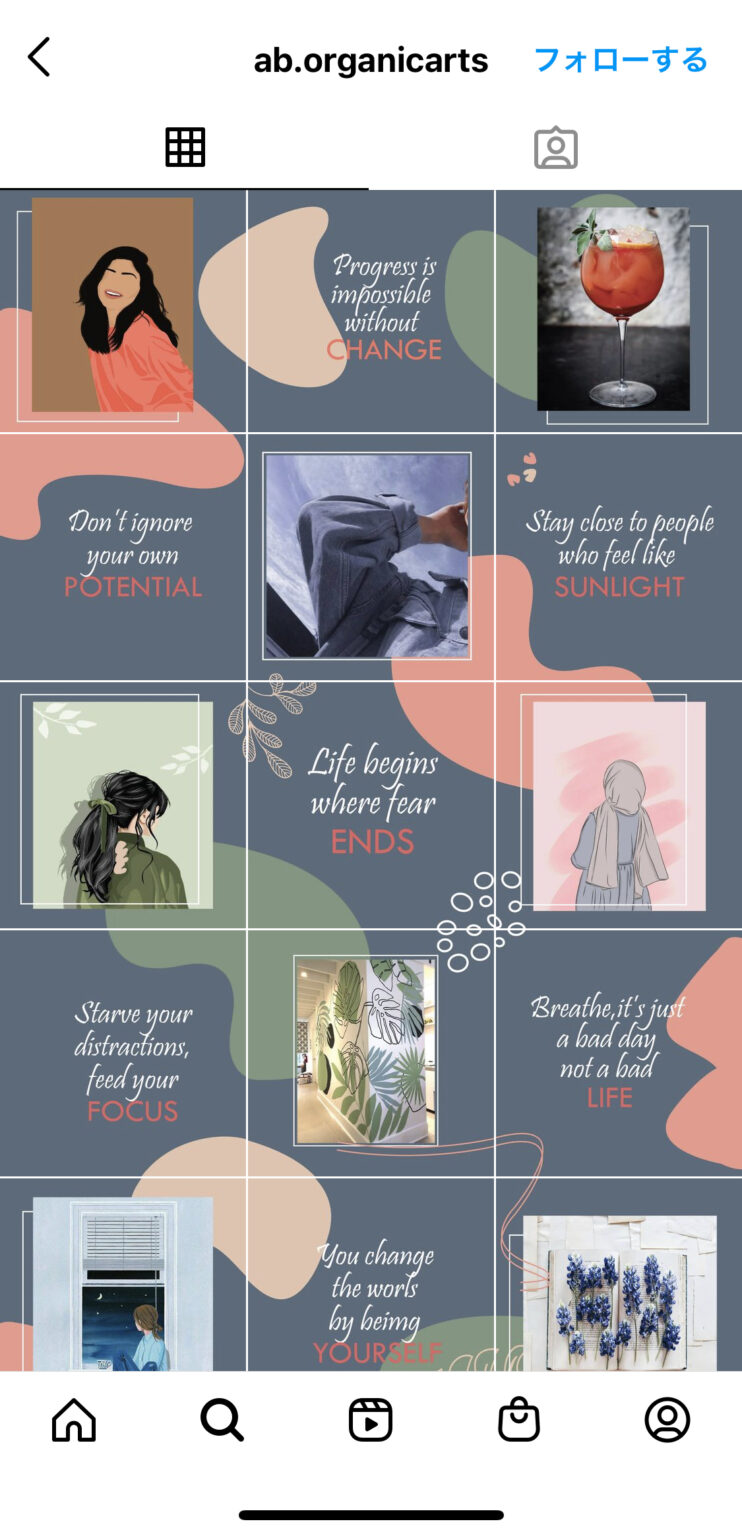 ab.organicarts
フォローする
Progress is
impossible
without
CHANGE
Don't ignore
your own
POTENTIAL
Stay close to people
who feel like
SUNLIGHT
Life begins
where fear
ENDS
Starve your
distractions,
feed your
FOCUS
Breathe,it's just
a bad day
not a bad
LIFE
You change
the worls
by beimg
YOURSELF